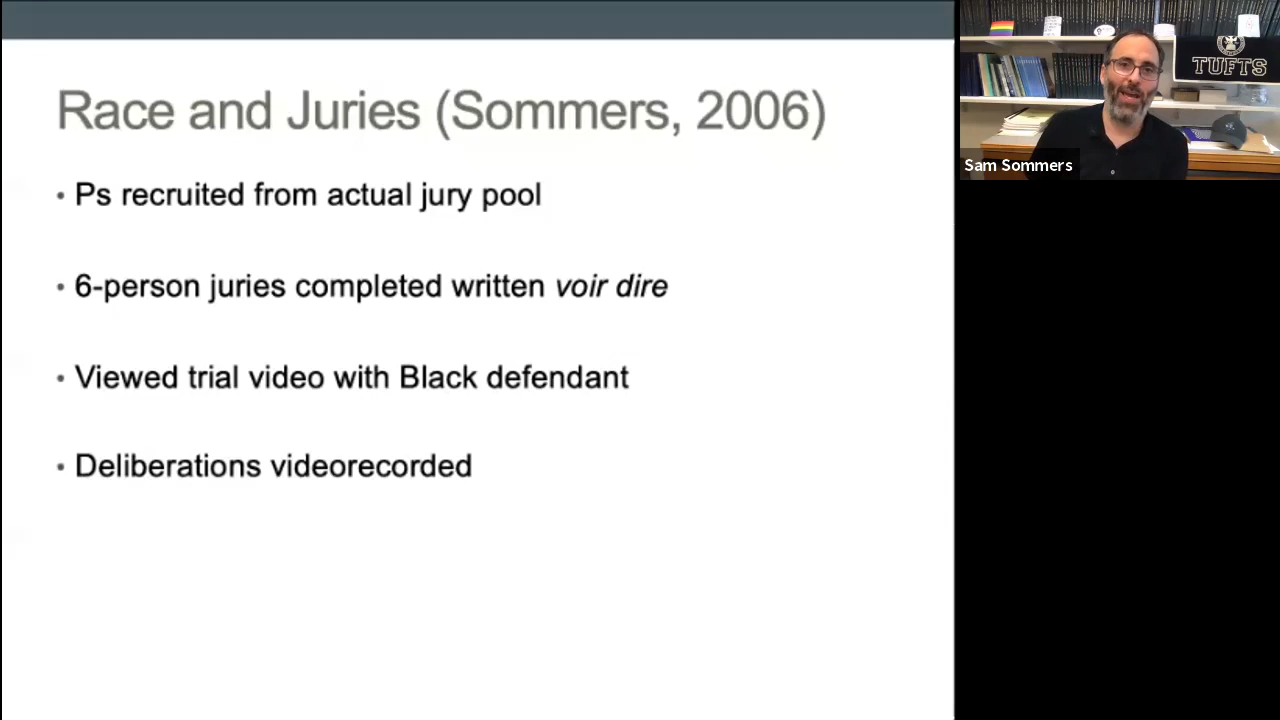 Race and Juries (Sommers, 2006)
• Ps recruited from actual jury pool
• 6-person juries completed written voir dire
• Viewed trial video with Black defendant
• Deliberations videorecorded
TUFTS
Sam Sommers